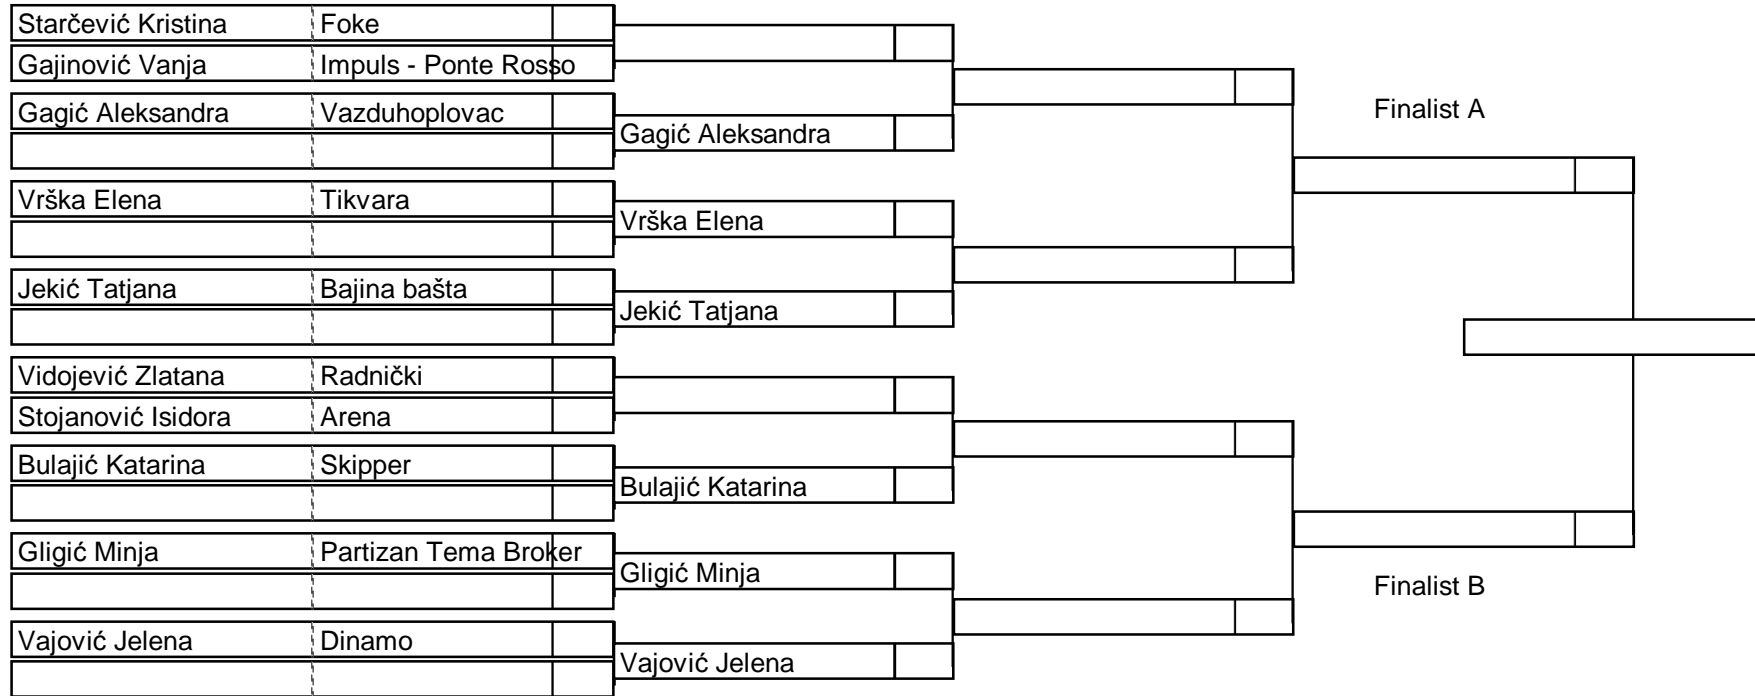 Starčević Kristina Foke
Gajinović Vanja Impuls - Ponte Rosso
Gagić Aleksandra Vazduhoplovac
Finalist A
Gagić Aleksandra
Vrška Elena Tikvara
Vrška Elena
Jekić Tatjana Bajina bašta
Jekić Tatjana
Vidojević Zlatana Radnički
Stojanović Isidora Arena
Bulajić Katarina Skipper
Bulajić Katarina
Gligić Minja Partizan Tema Broker
Gligić Minja
Finalist B
Vajović Jelena Dinamo
Vajović Jelena